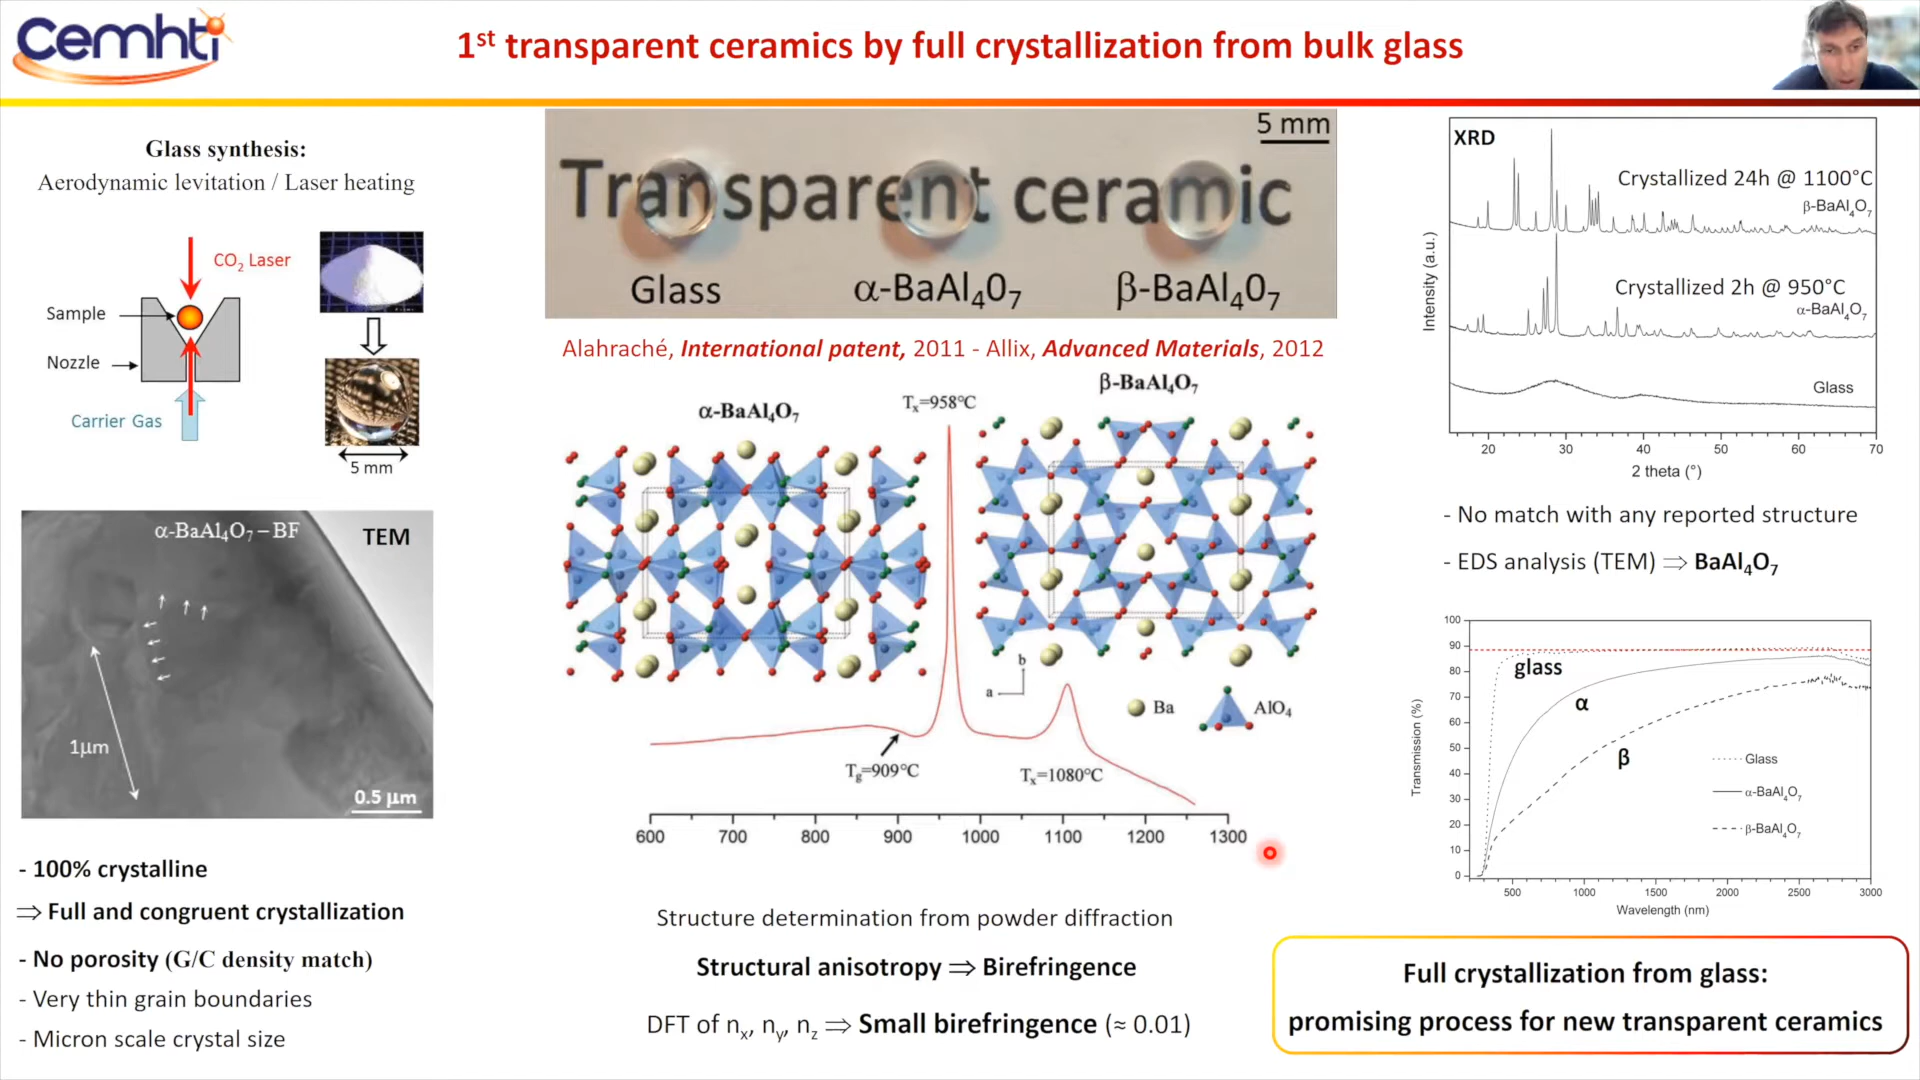 Cemhti
1st transparent ceramics by full crystallization from bulk glass
Glass synthesis:
Aerodynamic levitation / Laser heating
CO2 Laser
Sample
Nozzle
Carrier Gas
5 mm
α-BaAl4O7 – BF
TEM
1µm
0.5 µm
- 100% crystalline
⇒ Full and congruent crystallization
- No porosity (G/C density match)
- Very thin grain boundaries
- Micron scale crystal size
5 mm
Transparent ceramic
Glass
α-BaAl4O7
β-BaAl4O7
Alahraché, International patent, 2011 - Allix, Advanced Materials, 2012
α-BaAl4O7
Tx=958°C
β-BaAl4O7
b
a
Ba
AlO4
Tg=909°C
Tx=1080°C
600 700 800 900 1000 1100 1200 1300
Structure determination from powder diffraction
Structural anisotropy ⇒ Birefringence
DFT of nx, ny, nz ⇒ Small birefringence (≈ 0.01)
XRD
Crystallized 24h @ 1100°C
β-BaAl4O7
Crystallized 2h @ 950°C
α-BaAl4O7
Glass
Intensity (a.u.)
20 30 40 50 60 70
2 theta (°)
- No match with any reported structure
- EDS analysis (TEM) ⇒ BaAl4O7
100
90
80
70
60
50
40
30
20
10
0
Transmission (%)
glass
α
β
Glass
α-BaAl4O7
β-BaAl4O7
500 1000 1500 2000 2500 3000
Wavelength (nm)
Full crystallization from glass:
promising process for new transparent ceramics